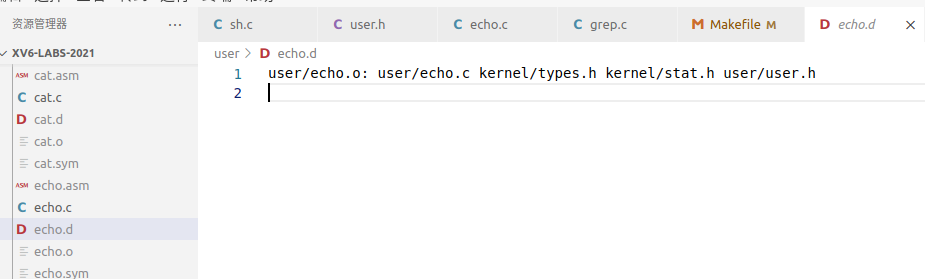 资源管理器 ···
sh.c user.h echo.c grep.c Makefile M echo.d
XV6-LABS-2021
user > echo.d
cat.asm
cat.c
cat.d
cat.o
cat.sym
echo.asm
echo.c
echo.d
echo.o
echo.sym
1 user/echo.o: user/echo.c kernel/types.h kernel/stat.h user/user.h
2